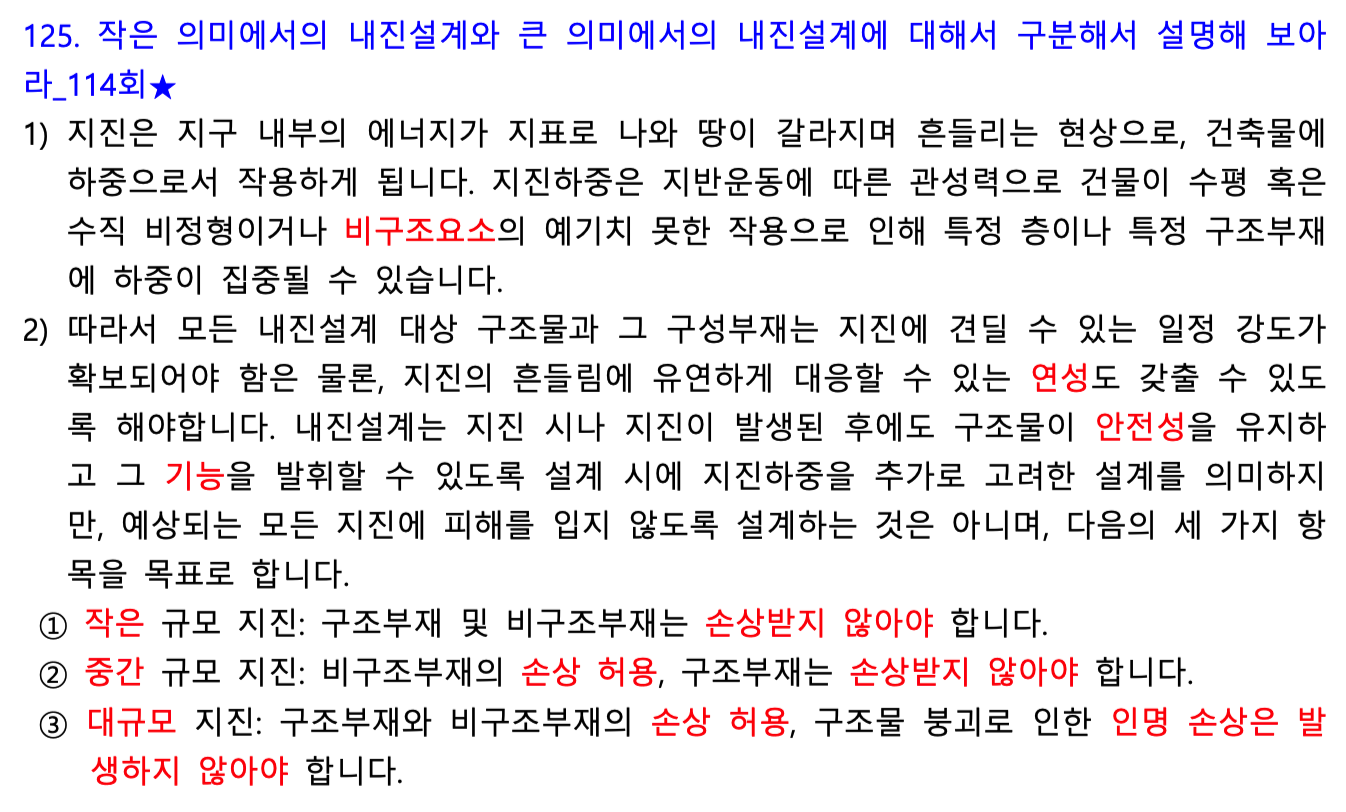 125. 작은 의미에서의 내진설계와 큰 의미에서의 내진설계에 대해서 구분해서 설명해 보아
라_114회★
1) 지진은 지구 내부의 에너지가 지표로 나와 땅이 갈라지며 흔들리는 현상으로, 건축물에
하중으로서 작용하게 됩니다. 지진하중은 지반운동에 따른 관성력으로 건물이 수평 혹은
수직 비정형이거나 비구조요소의 예기치 못한 작용으로 인해 특정 층이나 특정 구조부재
에 하중이 집중될 수 있습니다.
2) 따라서 모든 내진설계 대상 구조물과 그 구성부재는 지진에 견딜 수 있는 일정 강도가
확보되어야 함은 물론, 지진의 흔들림에 유연하게 대응할 수 있는 연성도 갖출 수 있도
록 해야합니다. 내진설계는 지진 시나 지진이 발생된 후에도 구조물이 안전성을 유지하
고 그 기능을 발휘할 수 있도록 설계 시에 지진하중을 추가로 고려한 설계를 의미하지
만, 예상되는 모든 지진에 피해를 입지 않도록 설계하는 것은 아니며, 다음의 세 가지 항
목을 목표로 합니다.
① 작은 규모 지진: 구조부재 및 비구조부재는 손상받지 않아야 합니다.
② 중간 규모 지진: 비구조부재의 손상 허용, 구조부재는 손상받지 않아야 합니다.
③ 대규모 지진: 구조부재와 비구조부재의 손상 허용, 구조물 붕괴로 인한 인명 손상은 발
생하지 않아야 합니다.